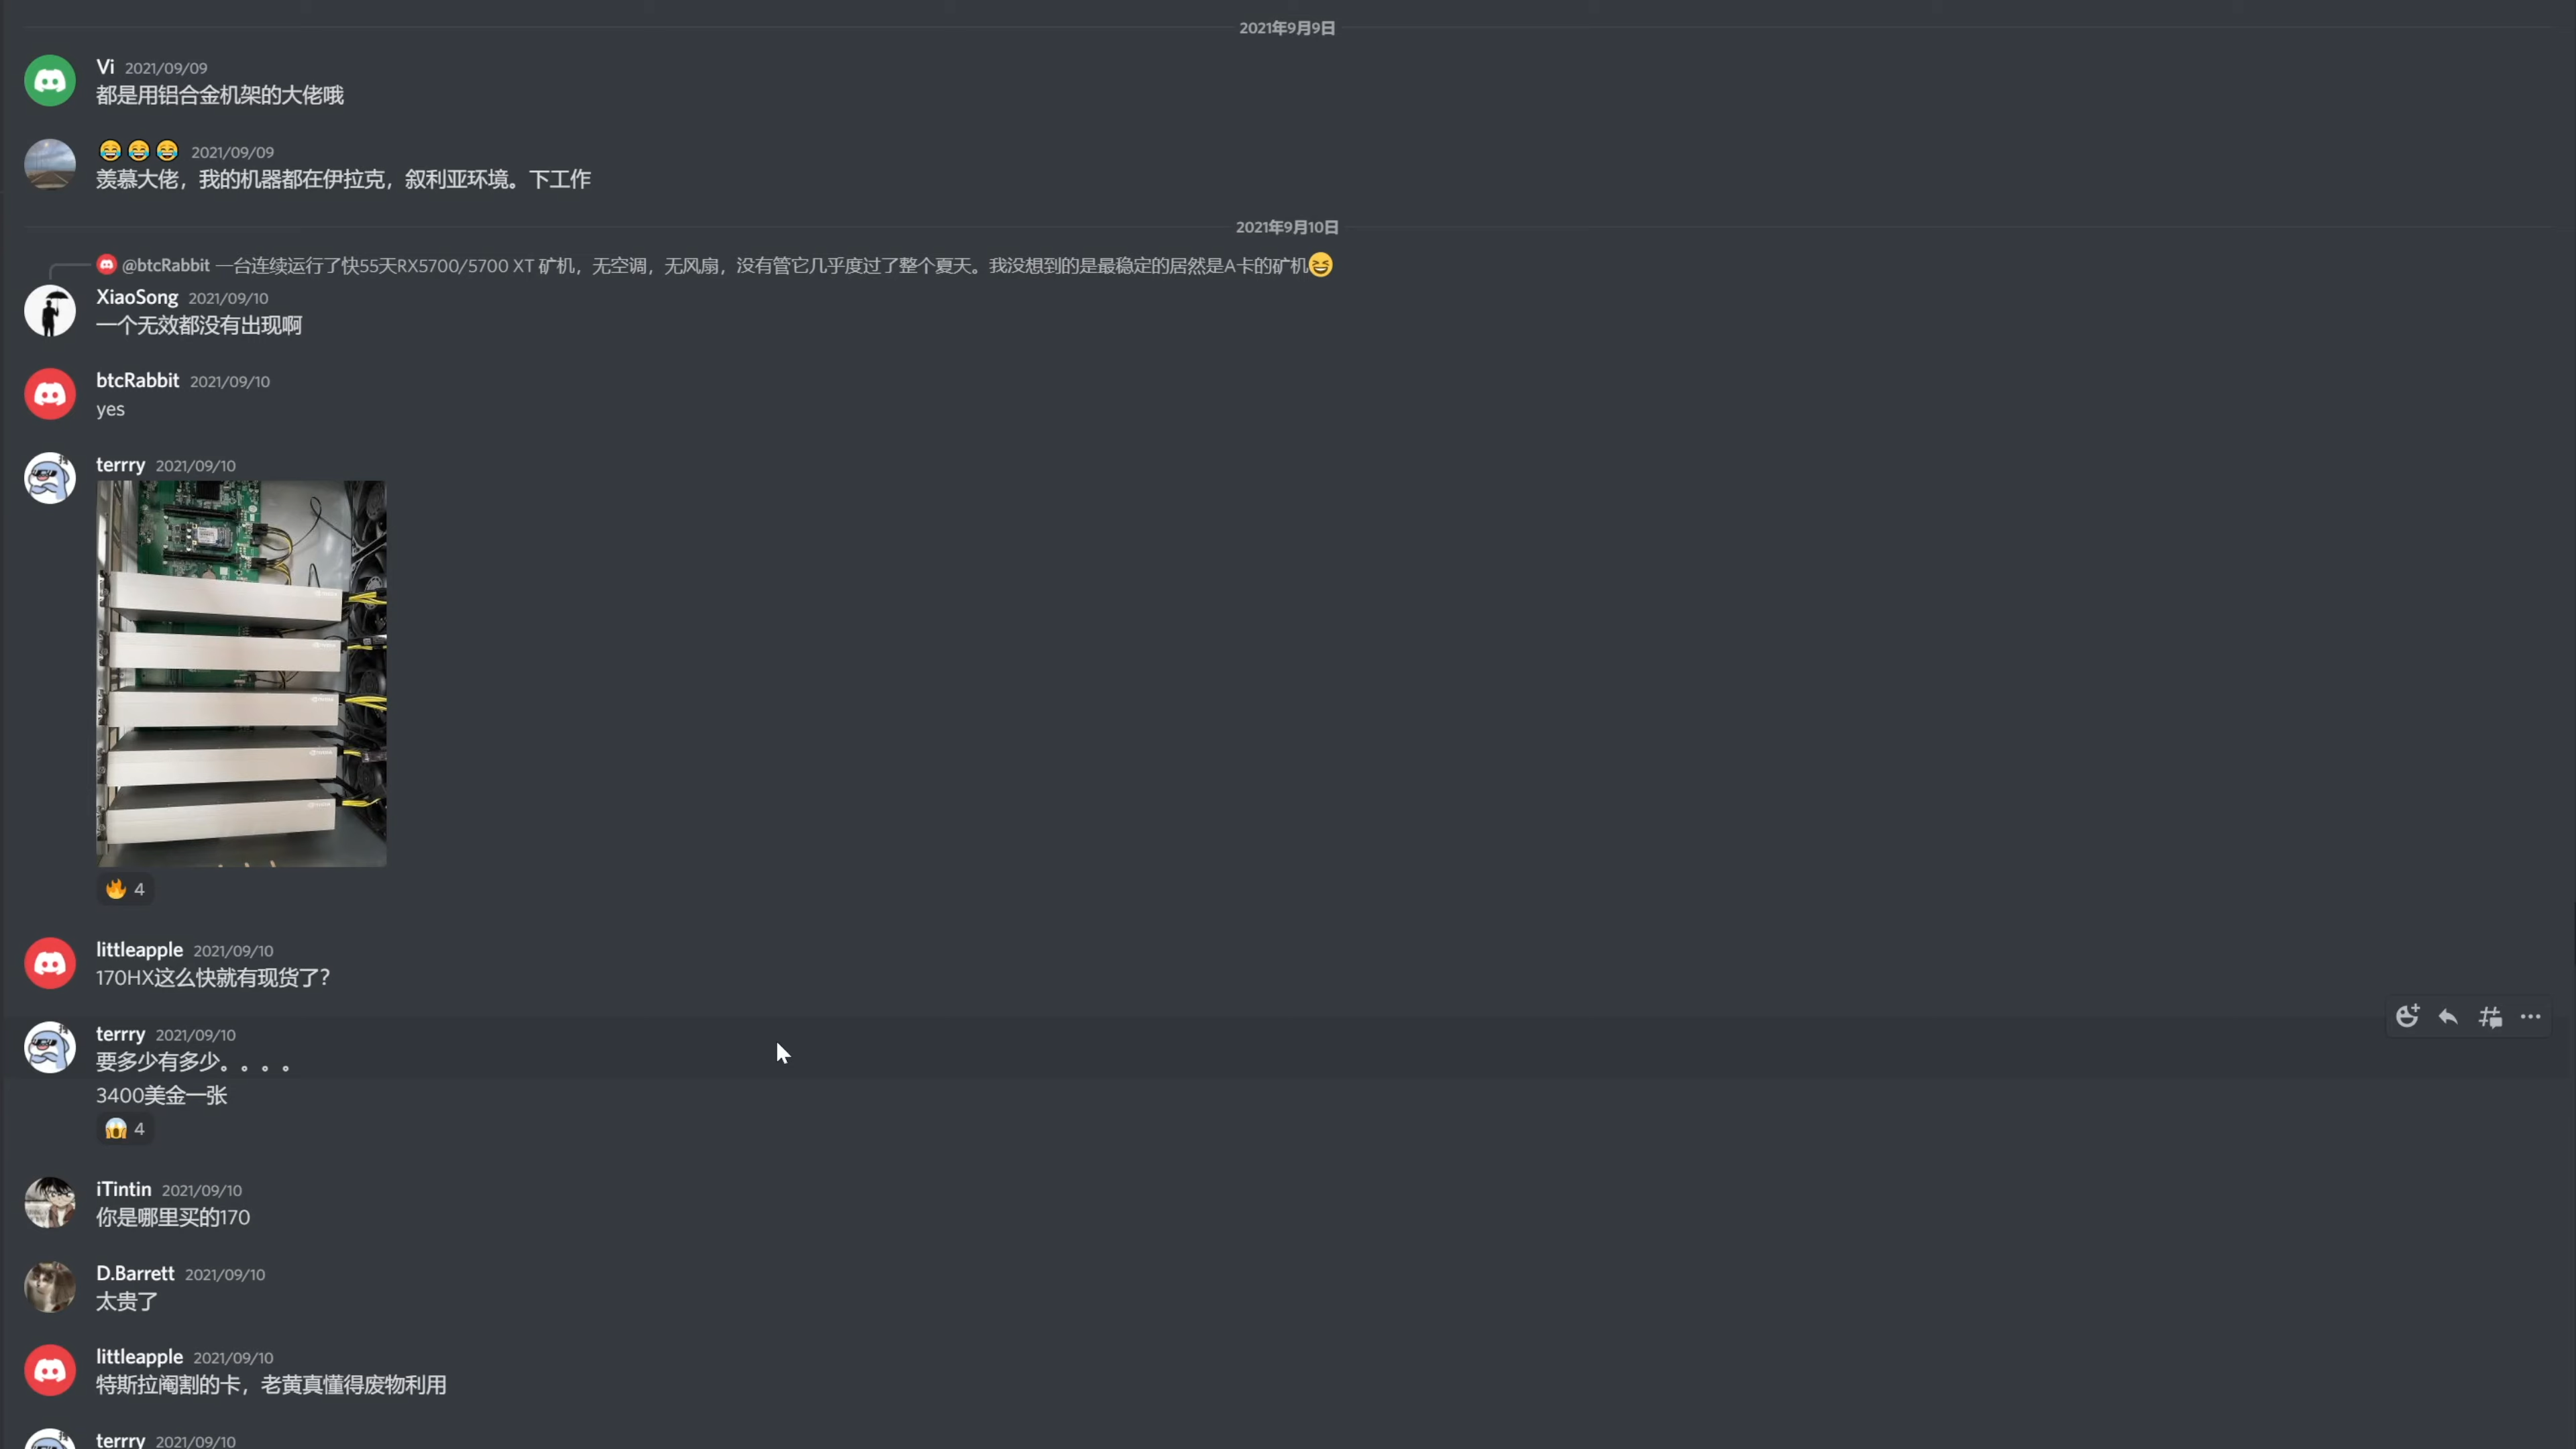 2021年9月9日
Vi 2021/09/09
都是用铝合金机架的大佬哦
😂😂😂 2021/09/09
羡慕大佬，我的机器都在伊拉克，叙利亚环境。下工作
2021年9月10日
@btcRabbit 一台连续运行了快55天RX5700/5700 XT 矿机，无空调，无风扇，没有管它几乎度过了整个夏天。我没想到的是最稳定的居然是A卡的矿机😆
XiaoSong 2021/09/10
一个无效都没有出现啊
btcRabbit 2021/09/10
yes
terrry 2021/09/10
🔥 4
littleapple 2021/09/10
170HX这么快就有现货了？
terrry 2021/09/10
要多少有多少。。。。
3400美金一张
😱 4
iTintin 2021/09/10
你是哪里买的170
D.Barrett 2021/09/10
太贵了
littleapple 2021/09/10
特斯拉阉割的卡，老黄真懂得废物利用
terrry 2021/09/10